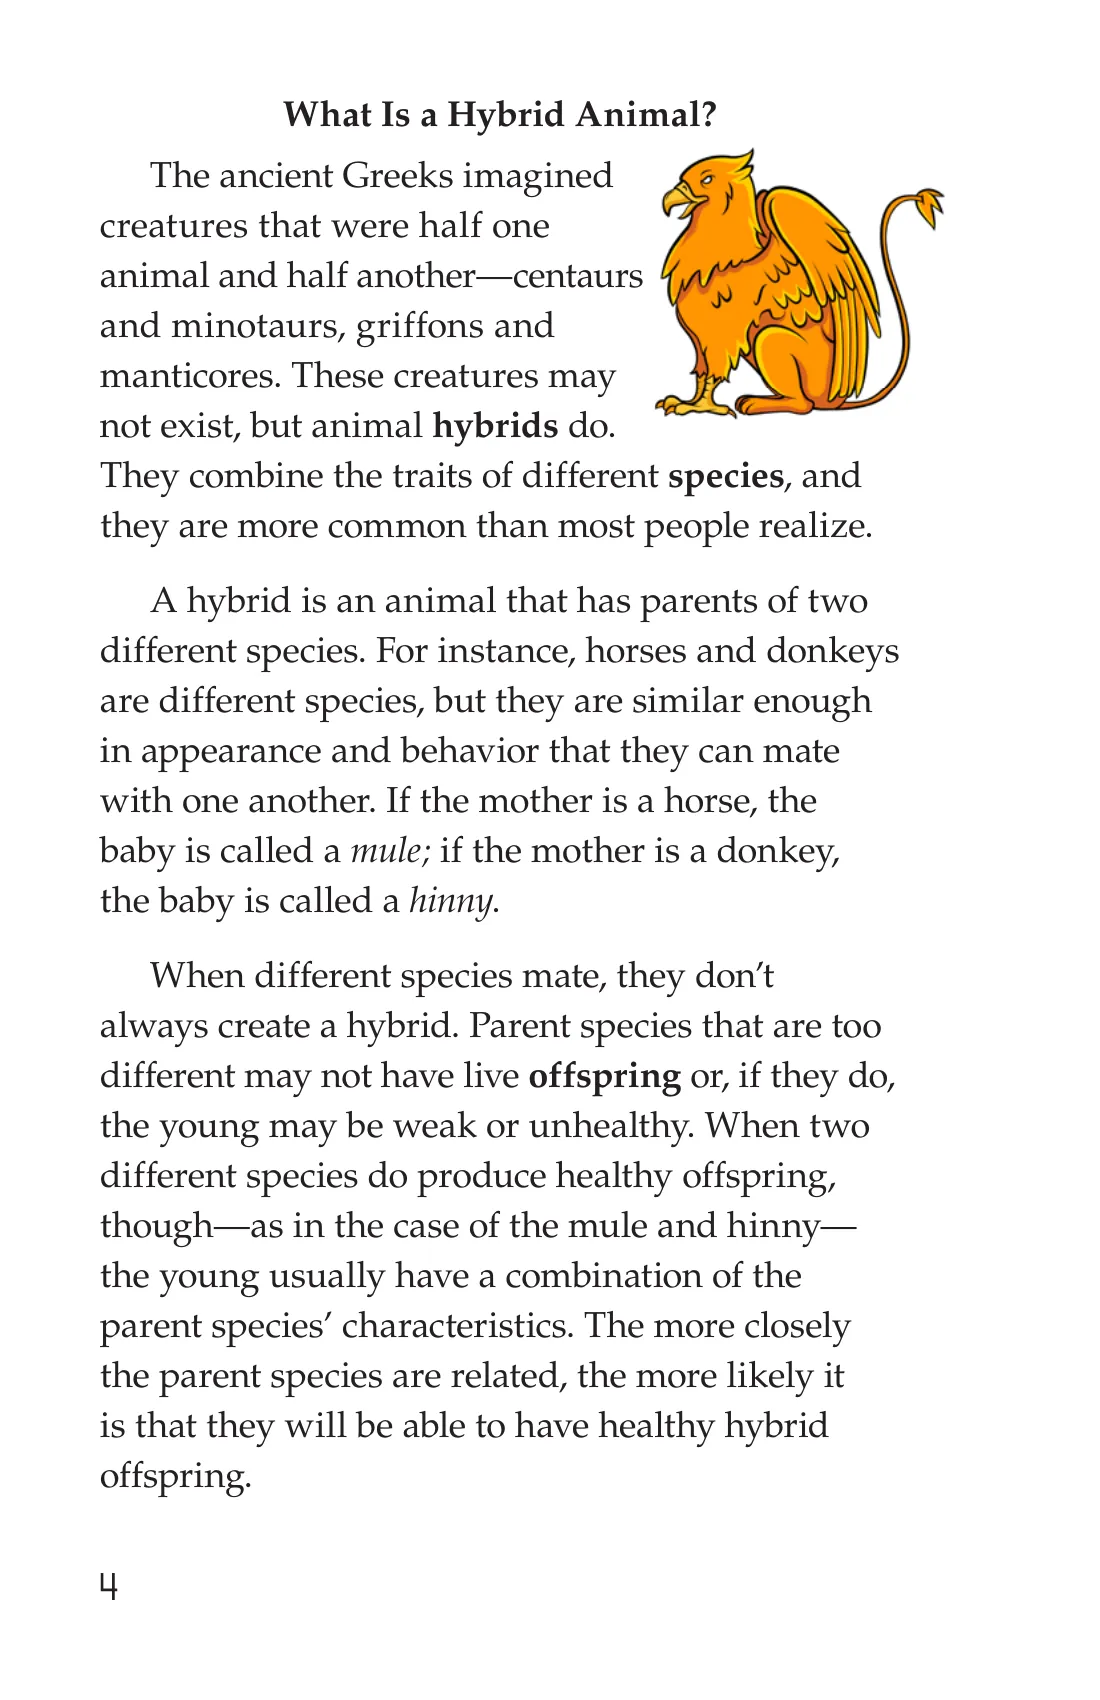 What Is a Hybrid Animal?
The ancient Greeks imagined
creatures that were half one
animal and half another—centaurs
and minotaurs, griffons and
manticores. These creatures may
not exist, but animal hybrids do.
They combine the traits of different species, and
they are more common than most people realize.
A hybrid is an animal that has parents of two
different species. For instance, horses and donkeys
are different species, but they are similar enough
in appearance and behavior that they can mate
with one another. If the mother is a horse, the
baby is called a mule; if the mother is a donkey,
the baby is called a hinny.
When different species mate, they don’t
always create a hybrid. Parent species that are too
different may not have live offspring or, if they do,
the young may be weak or unhealthy. When two
different species do produce healthy offspring,
though—as in the case of the mule and hinny—
the young usually have a combination of the
parent species’ characteristics. The more closely
the parent species are related, the more likely it
is that they will be able to have healthy hybrid
offspring.
4